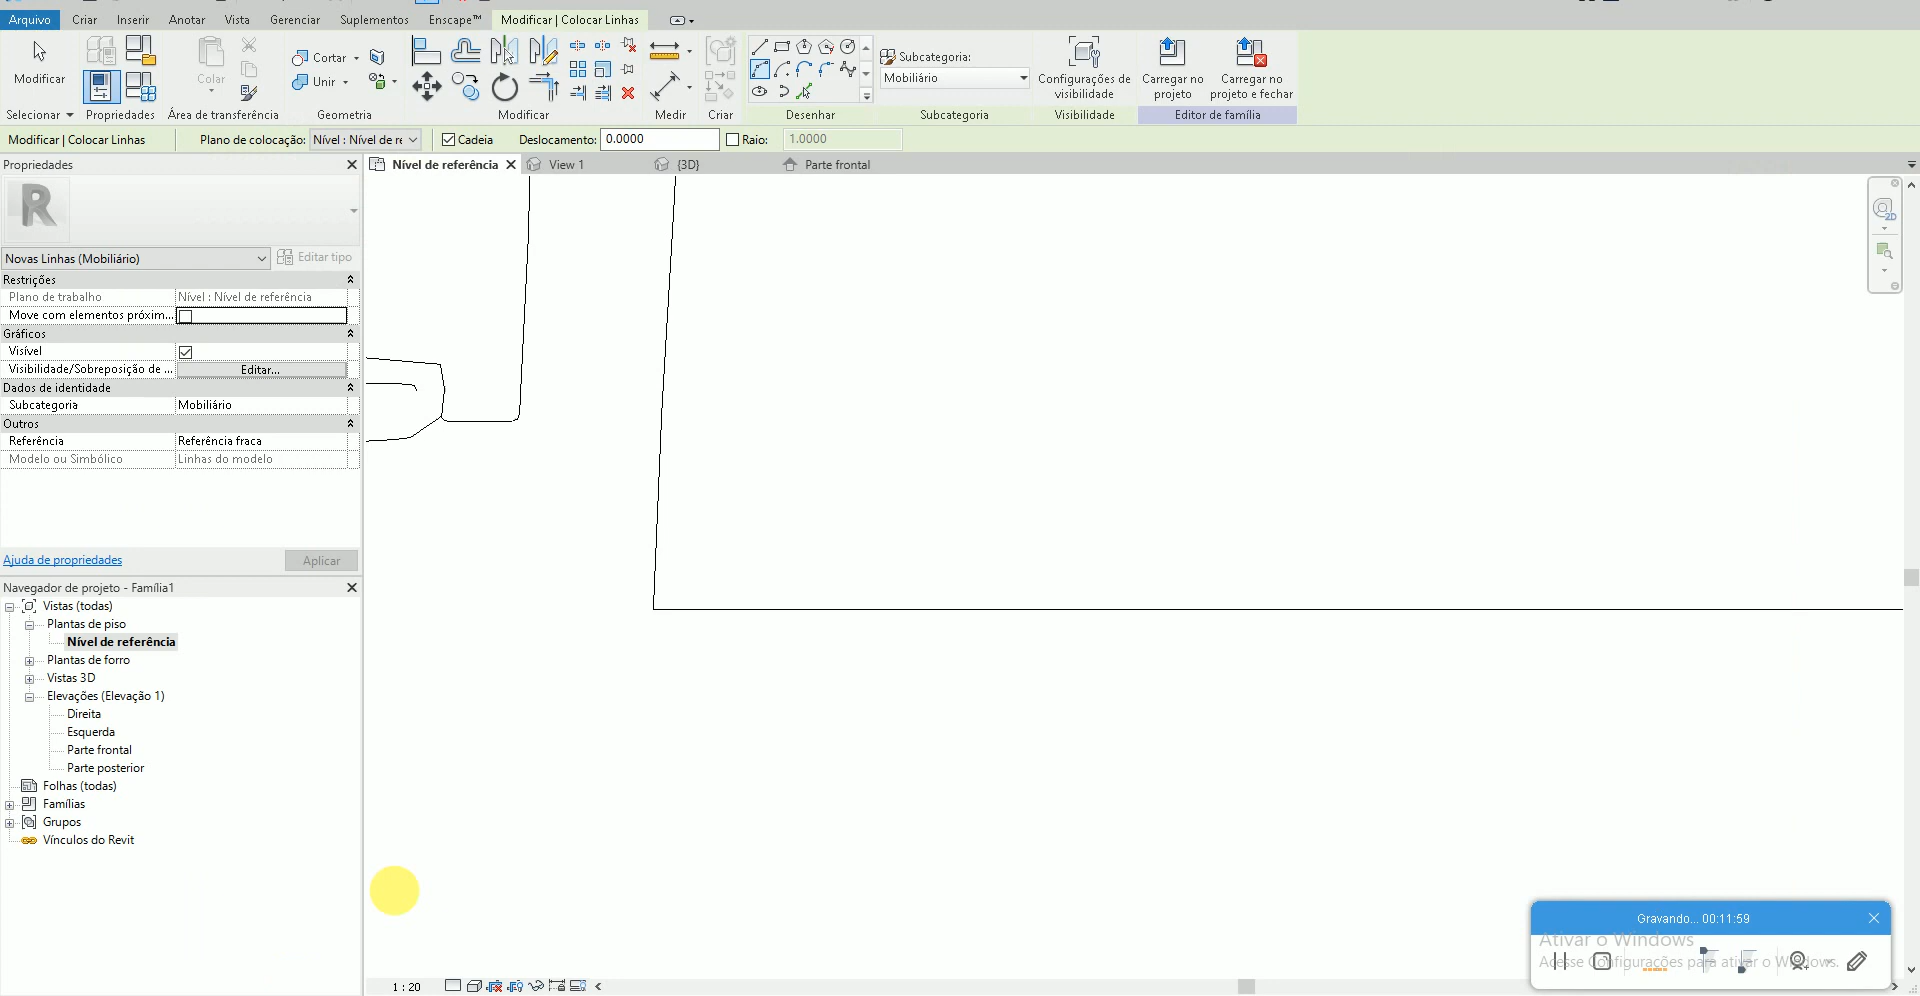 Arquivo Criar Inserir Anotar Vista Gerenciar Suplementos Enscape™ Modificar | Colocar Linhas
Modificar
Colar
Cortar
Unir
Subcategoria:
Mobiliário
Configurações de visibilidade
Carregar no projeto
Carregar no projeto e fechar
Selecionar Propriedades Área de transferência Geometria Modificar Medir Criar Desenhar Subcategoria Visibilidade Editor de família
Modificar | Colocar Linhas Plano de colocação: Nível : Nível de re Cadeia Deslocamento: 0.0000 Raio: 1.0000
Propriedades
Nível de referência View 1 {3D} Parte frontal
R
2D
Novas Linhas (Mobiliário) Editar tipo
Restrições
Plano de trabalho Nível : Nível de referência
Move com elementos próxim...
Gráficos
Visível
Visibilidade/Sobreposição de ... Editar...
Dados de identidade
Subcategoria Mobiliário
Outros
Referência Referência fraca
Modelo ou Simbólico Linhas do modelo
Ajuda de propriedades Aplicar
Navegador de projeto - Família1
Vistas (todas)
Plantas de piso
Nível de referência
Plantas de forro
Vistas 3D
Elevações (Elevação 1)
Direita
Esquerda
Parte frontal
Parte posterior
Folhas (todas)
Famílias
Grupos
Vínculos do Revit
Gravando... 00:11:59
Ativar o Windows
Acesse Configurações para ativar o Windows.
1 : 20